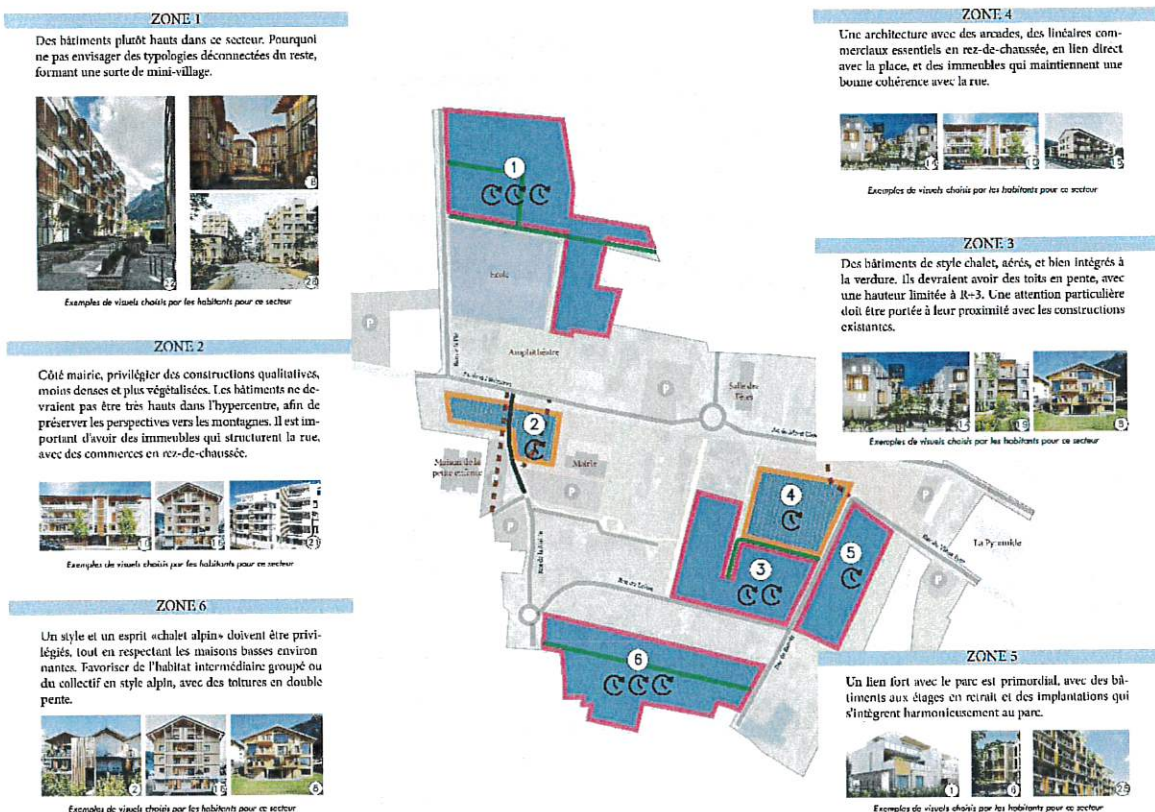 ZONE 1
Des bâtiments plutôt hauts dans ce secteur. Pourquoi
ne pas envisager des typologies déconnectées du reste,
formant une sorte de mini-village.
8
22
20
Exemples de visuels choisis par les habitants pour ce secteur
ZONE 2
Côté mairie, privilégier des constructions qualitatives,
moins denses et plus végétalisées. Les bâtiments ne de-
vraient pas être très hauts dans l'hypercentre, afin de
préserver les perspectives vers les montagnes. Il est im-
portant d'avoir des immeubles qui structurent la rue,
avec des commerces en rez-de-chaussée.
21
Exemples de visuels choisis par les habitants pour ce secteur
ZONE 6
Un style et un esprit «chalet alpin» doivent être privi-
légiés, tout en respectant les maisons basses environ
nantes. Favoriser de l'habitat intermédiaire groupé ou
du collectif en style alpin, avec des toitures en double
pente.
2
8
Exemples de visuels choisis par les habitants pour ce secteur
1
Ecole
P
Amphithéâtre
P
Salle des
Fêtes
2
Maison de la
petite enfance
Mairie
P
P
4
5
La Pyramide
P
3
6
ZONE 4
Une architecture avec des arcades, des linéaires com-
merciaux essentiels en rez-de-chaussée, en lien direct
avec la place, et des immeubles qui maintiennent une
bonne cohérence avec la rue.
Exemples de visuels choisis par les habitants pour ce secteur
ZONE 3
Des bâtiments de style chalet, aérés, et bien intégrés à
la verdure. Ils devraient avoir des toits en pente, avec
une hauteur limitée à R+3. Une attention particulière
doit être portée à leur proximité avec les constructions
existantes.
8
Exemples de visuels choisis par les habitants pour ce secteur
ZONE 5
Un lien fort avec le parc est primordial, avec des bâ-
timents aux étages en retrait et des implantations qui
s'intègrent harmonieusement au parc.
1
6
25
Exemples de visuels choisis par les habitants pour ce secteur